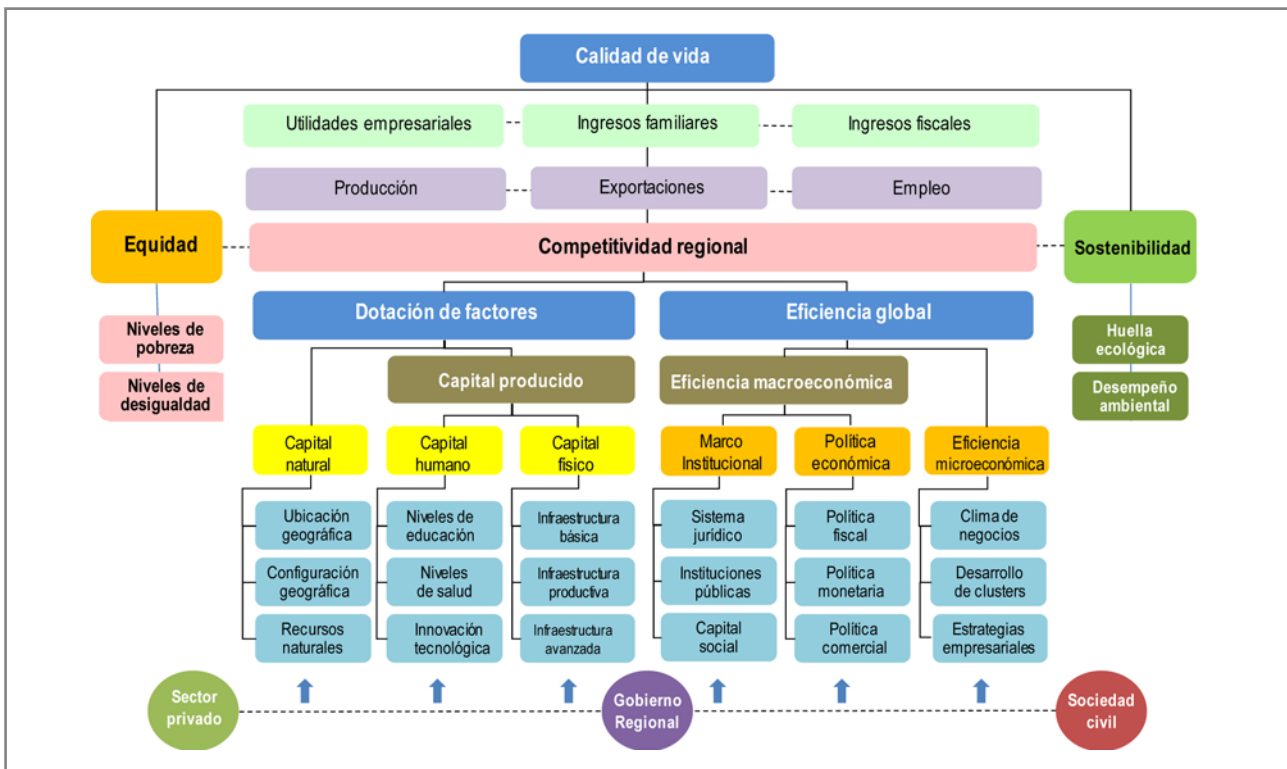 Calidad de vida
Utilidades empresariales
Ingresos familiares
Ingresos fiscales
Producción
Exportaciones
Empleo
Equidad
Competitividad regional
Sostenibilidad
Niveles de
pobreza
Niveles de
desigualdad
Dotación de factores
Eficiencia global
Huella
ecológica
Desempeño
ambiental
Capital producido
Eficiencia macroeconómica
Capital
natural
Capital
humano
Capital
físico
Marco
Institucional
Política
económica
Eficiencia
microeconómica
Ubicación
geográfica
Niveles de
educación
Infraestructura
básica
Sistema
jurídico
Política
fiscal
Clima de
negocios
Configuración
geográfica
Niveles
de salud
Infraestructura
productiva
Instituciones
públicas
Política
monetaria
Desarrollo
de clusters
Recursos
naturales
Innovación
tecnológica
Infraestructura
avanzada
Capital
social
Política
comercial
Estrategias
empresariales
Sector
privado
Gobierno
Regional
Sociedad
civil